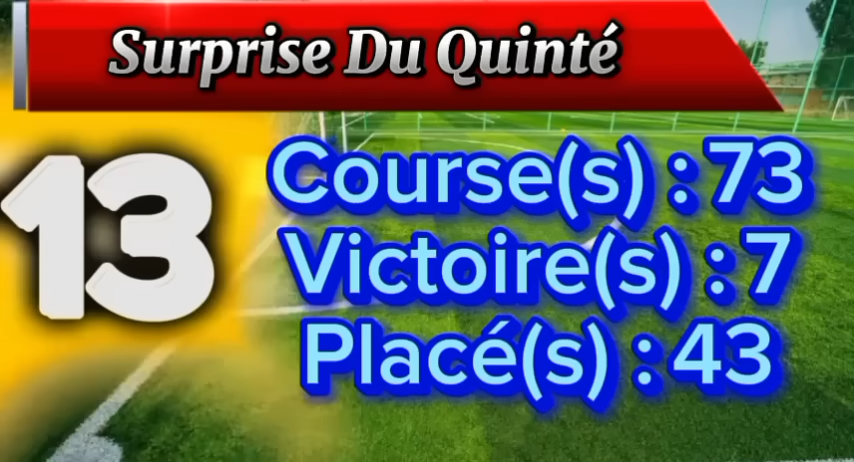 Surprise Du Quinté
13
Course(s) : 73
Victoire(s) : 7
Placé(s) : 43